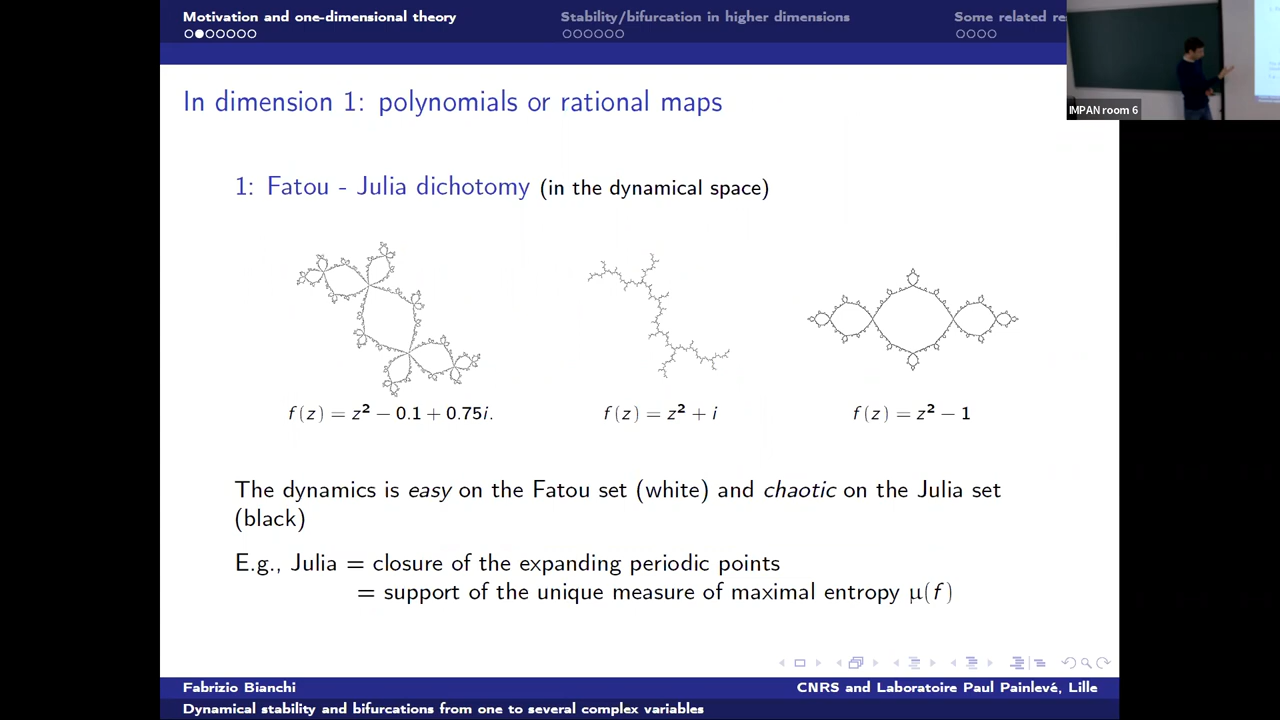 Motivation and one-dimensional theory
Stability/bifurcation in higher dimensions
Some related re
IMPAN room 6
In dimension 1: polynomials or rational maps
1: Fatou - Julia dichotomy (in the dynamical space)
f(z) = z² − 0.1 + 0.75i.
f(z) = z² + i
f(z) = z² − 1
The dynamics is easy on the Fatou set (white) and chaotic on the Julia set
(black)
E.g., Julia = closure of the expanding periodic points
= support of the unique measure of maximal entropy μ(f)
Fabrizio Bianchi
CNRS and Laboratoire Paul Painlevé, Lille
Dynamical stability and bifurcations from one to several complex variables